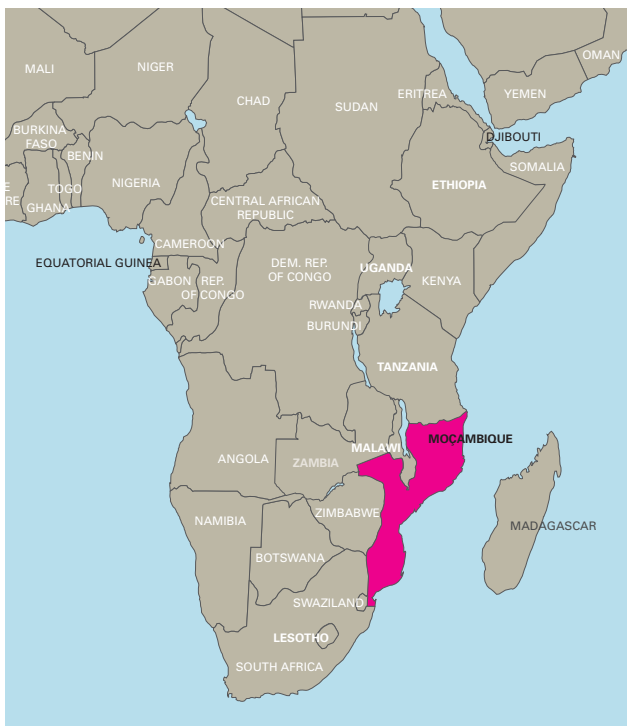 OMAN
MALI
NIGER
YEMEN
ERITREA
CHAD
SUDAN
BURKINA
FASO
DJIBOUTI
BENIN
SOMALIA
NIGERIA
ETHIOPIA
E
TOGO
RE
GHANA
CENTRAL AFRICAN
REPUBLIC
CAMEROON
EQUATORIAL GUINEA
DEM. REP.
OF CONGO
UGANDA
GABON
REP.
OF CONGO
KENYA
RWANDA
BURUNDI
TANZANIA
MOÇAMBIQUE
MALAWI
ANGOLA
ZAMBIA
NAMIBIA
ZIMBABWE
MADAGASCAR
BOTSWANA
SWAZILAND
LESOTHO
SOUTH AFRICA